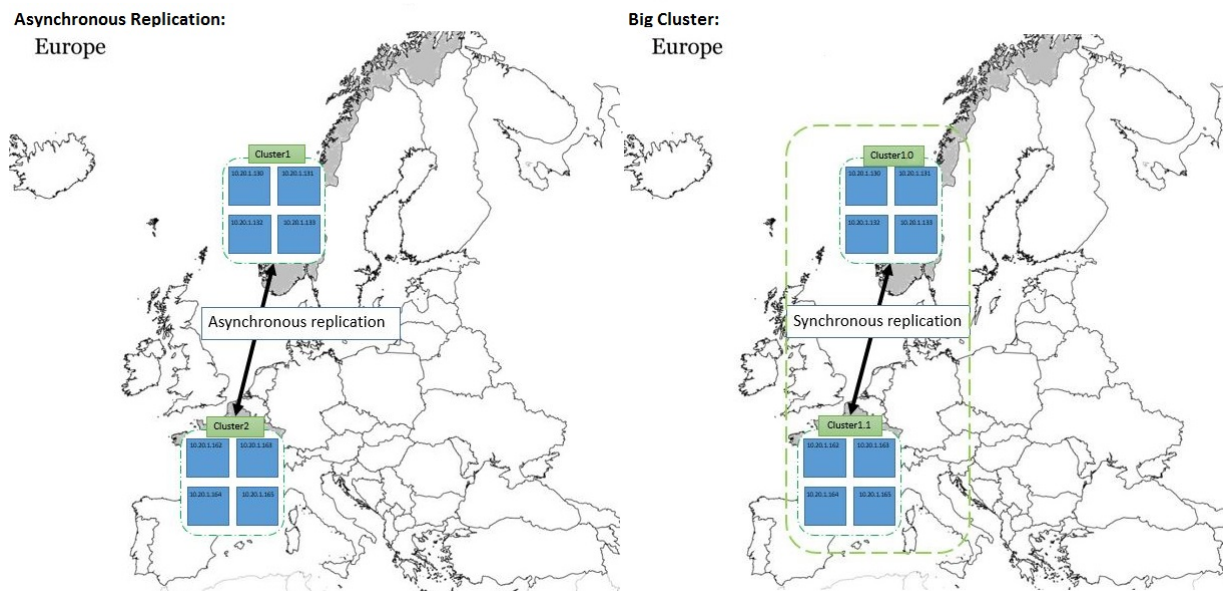 Asynchronous Replication:
Europe
Cluster1
10.20.1.130 10.20.1.131
10.20.1.132 10.20.1.133
Asynchronous replication
Cluster2
10.20.1.162 10.20.1.163
10.20.1.164 10.20.1.165
Big Cluster:
Europe
Cluster1.0
10.20.1.130 10.20.1.131
10.20.1.132 10.20.1.133
Synchronous replication
Cluster1.1
10.20.1.162 10.20.1.163
10.20.1.164 10.20.1.165